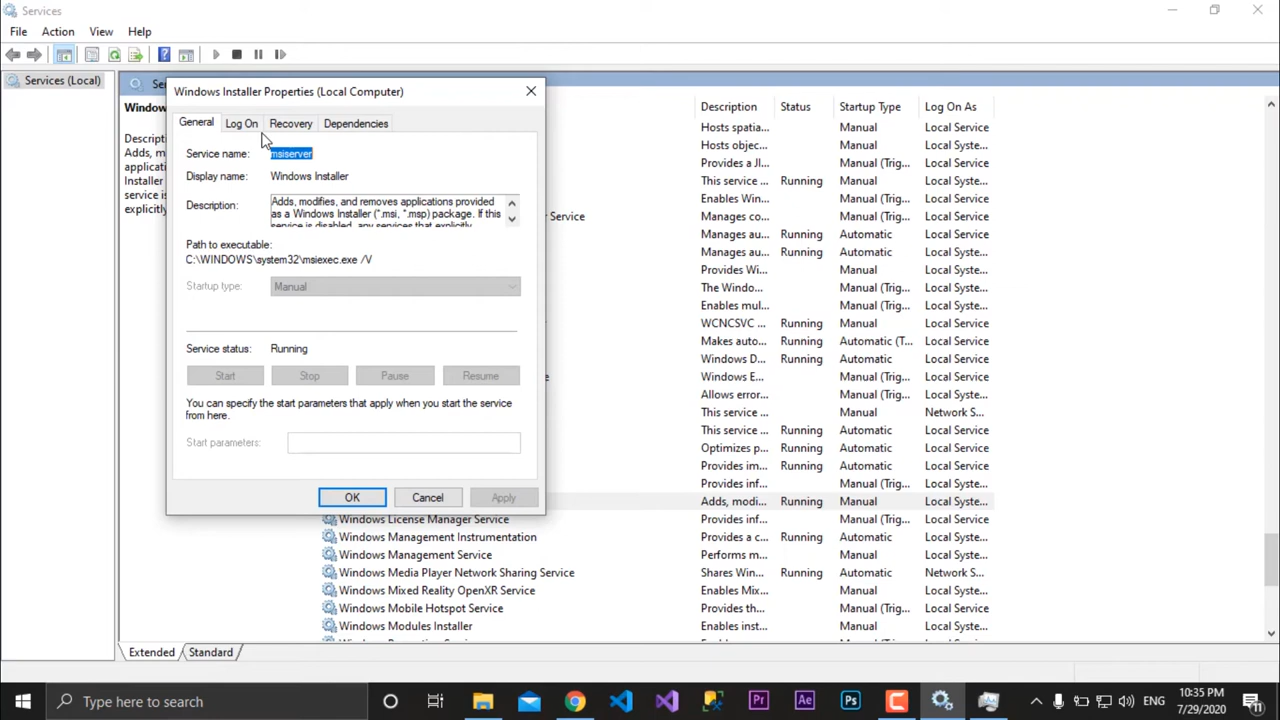 Services
File Action View Help
Services (Local)
Windows Installer Properties (Local Computer)
General Log On Recovery Dependencies
Service name: msiserver
Display name: Windows Installer
Description: Adds, modifies, and removes applications provided
as a Windows Installer (*.msi, *.msp) package. If this
service is disabled, any services that explicitly
Path to executable:
C:\WINDOWS\system32\msiexec.exe /V
Startup type: Manual
Service status: Running
Start Stop Pause Resume
You can specify the start parameters that apply when you start the service
from here.
Start parameters:
OK Cancel Apply
Description Status Startup Type Log On As
Hosts spatia... Manual Local Service
Hosts objec... Manual Local Syste...
Provides a JI... Manual (Trig... Local Syste...
This service ... Running Manual Local Syste...
Enables Win... Manual (Trig... Local Syste...
Service Manages co... Manual Local Syste...
Manages au... Running Automatic Local Syste...
Manages au... Running Automatic Local Service
Provides Wi... Manual Local Syste...
The Windo... Manual (Trig... Local Syste...
Enables mul... Manual (Trig... Local Service
WCNCSVC ... Running Manual Local Service
Makes auto... Running Automatic (T... Local Syste...
Windows D... Running Automatic Local Service
Windows E... Manual (Trig... Local Syste...
Allows error... Manual (Trig... Local Syste...
This service ... Manual Network S...
This service ... Running Automatic Local Service
Optimizes p... Running Automatic Local Service
Provides im... Running Automatic Local Service
Provides inf... Manual (Trig... Local Syste...
Adds, modi... Running Manual Local Syste...
Windows License Manager Service Provides inf... Manual (Trig... Local Service
Windows Management Instrumentation Provides a c... Running Automatic Local Syste...
Windows Management Service Performs m... Manual Local Syste...
Windows Media Player Network Sharing Service Shares Win... Running Automatic Network S...
Windows Mixed Reality OpenXR Service Enables Mix... Manual Local Syste...
Windows Mobile Hotspot Service Provides th... Manual (Trig... Local Service
Windows Modules Installer Enables inst... Manual Local Syste...
Extended Standard
Type here to search
Pr Ae Ps
ENG
10:35 PM
7/29/2020